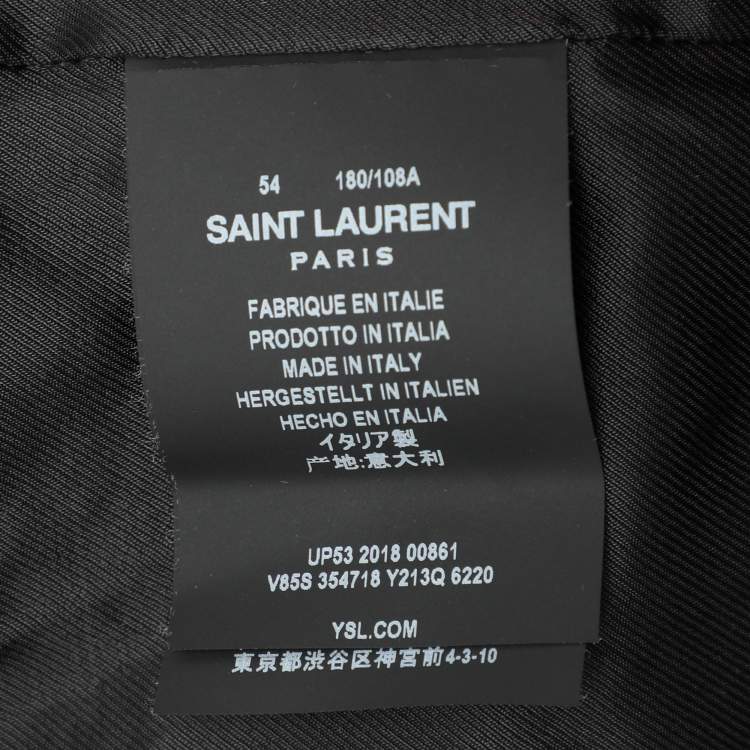 54 180/108A
SAINT LAURENT
PARIS
FABRIQUE EN ITALIE
PRODOTTO IN ITALIA
MADE IN ITALY
HERGESTELLT IN ITALIEN
HECHO EN ITALIA
イタリア製
产地:意大利
UP53 2018 00861
V85S 354718 Y213Q 6220
YSL.COM
東京都渋谷区神宮前4-3-10